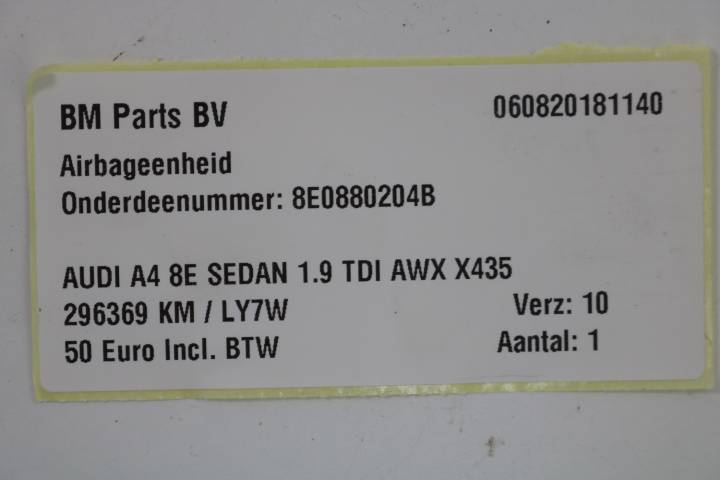 BM Parts BV 060820181140
Airbageenheid
Onderdeenummer: 8E0880204B
AUDI A4 8E SEDAN 1.9 TDI AWX X435
296369 KM / LY7W Verz: 10
50 Euro Incl. BTW Aantal: 1